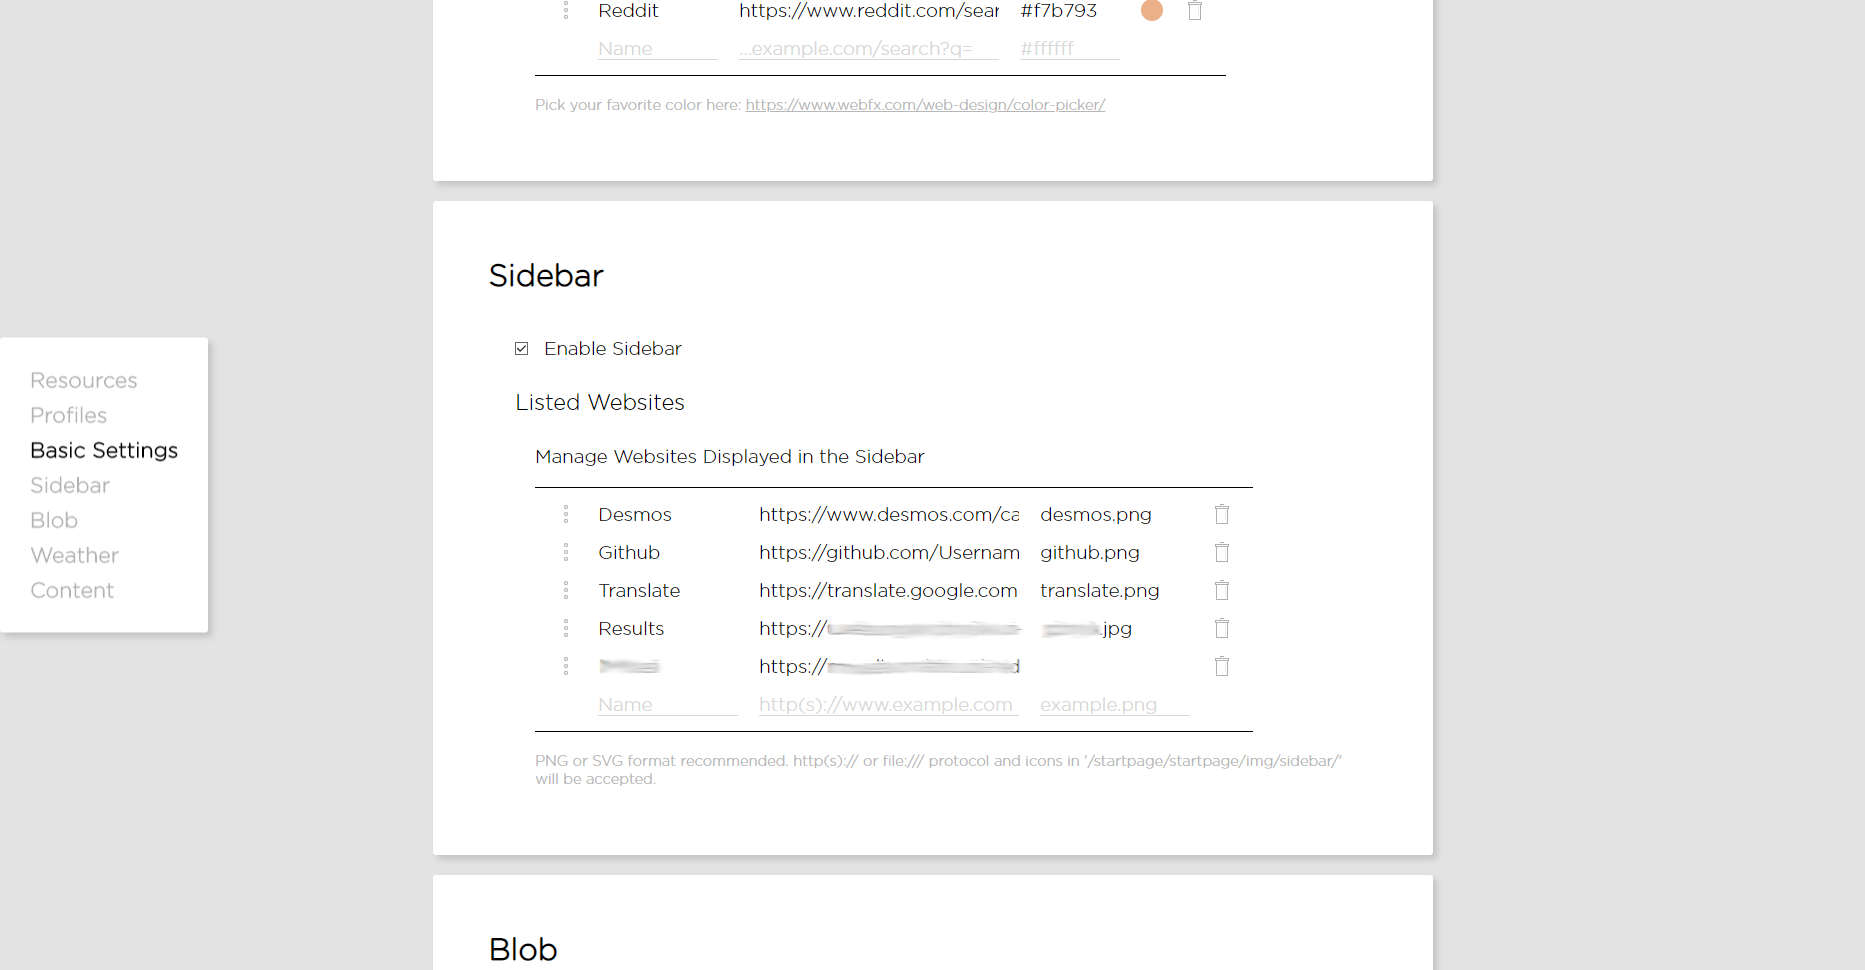 Reddit https://www.reddit.com/sear #f7b793
Name ...example.com/search?q= #ffffff
Pick your favorite color here: https://www.webfx.com/web-design/color-picker/
Sidebar
Enable Sidebar
Listed Websites
Manage Websites Displayed in the Sidebar
Desmos https://www.desmos.com/ca desmos.png
Github https://github.com/Usernam github.png
Translate https://translate.google.com translate.png
Results https:// .jpg
https://
Name http(s)://www.example.com example.png
PNG or SVG format recommended. http(s):// or file:/// protocol and icons in '/startpage/startpage/img/sidebar/'
will be accepted.
Blob
Resources
Profiles
Basic Settings
Sidebar
Blob
Weather
Content